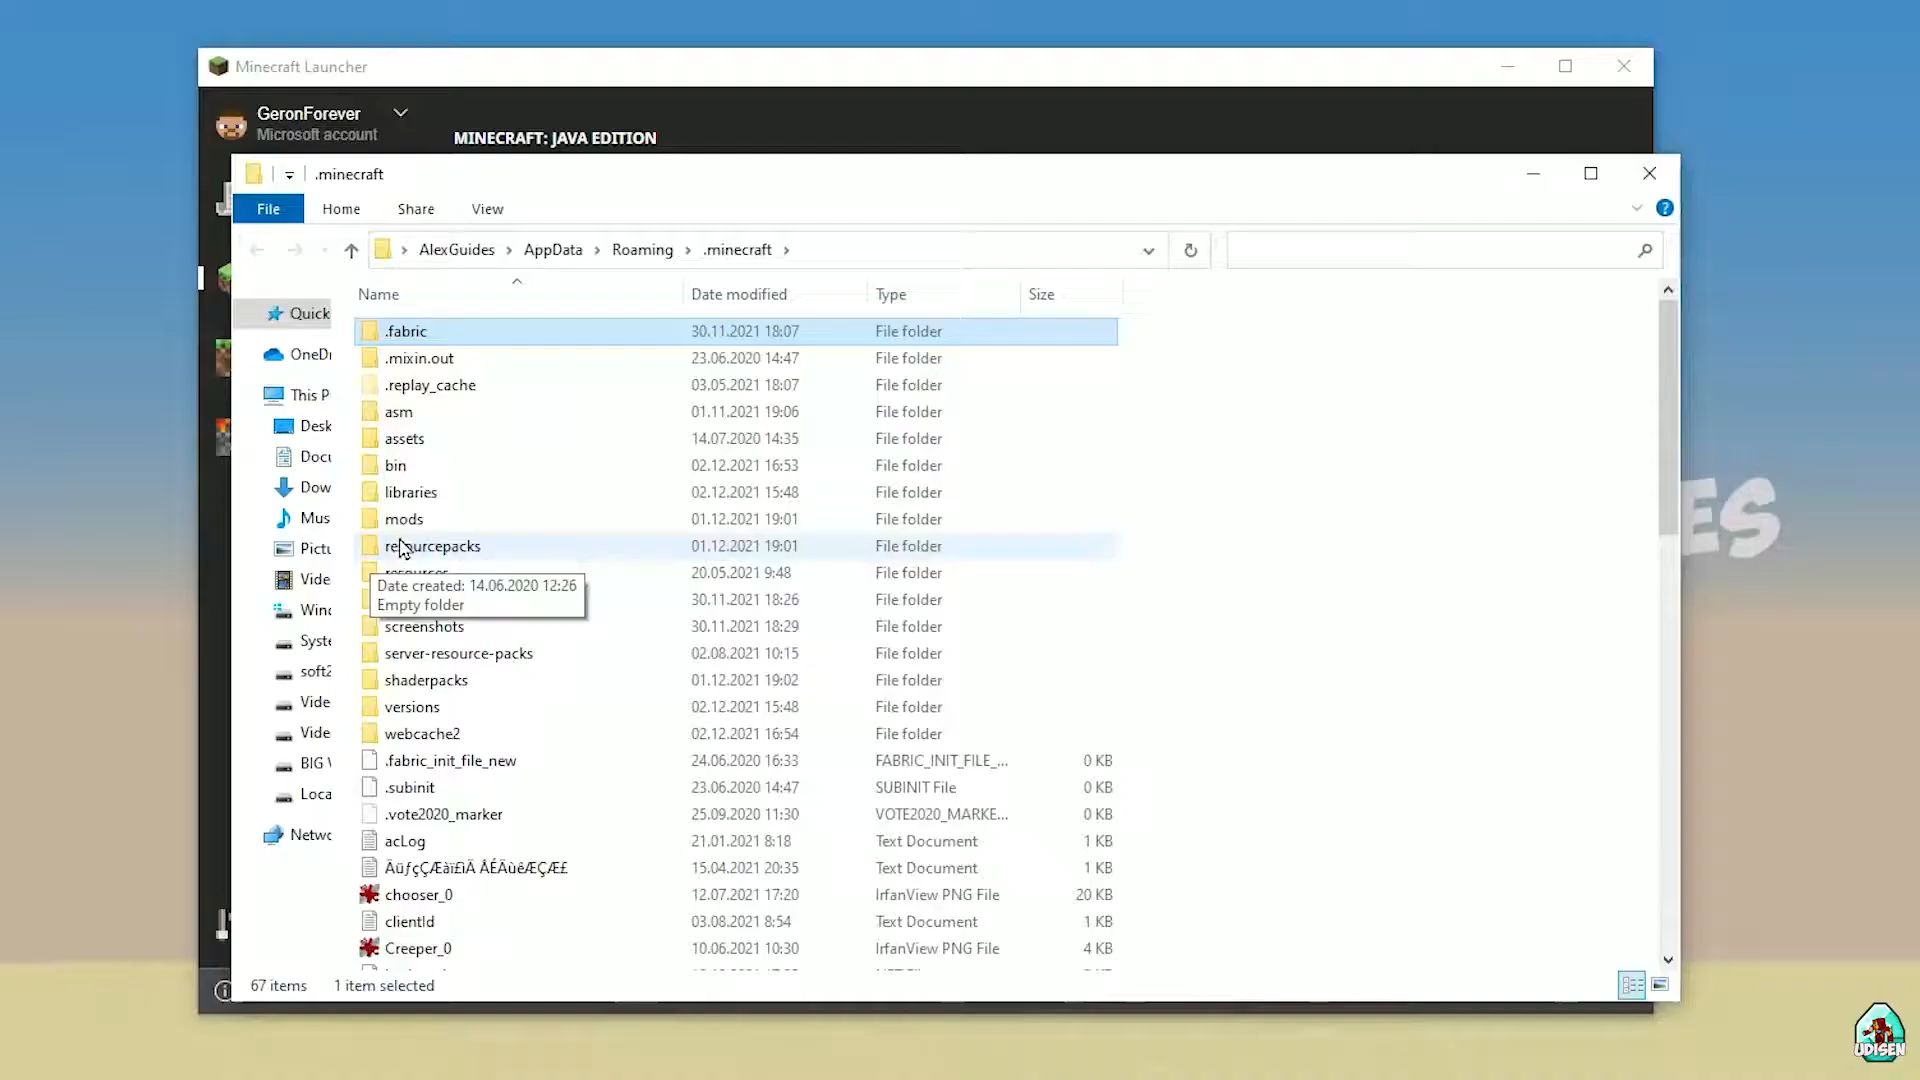 Minecraft Launcher
GeronForever
Microsoft account
MINECRAFT: JAVA EDITION
.minecraft
File Home Share View
AlexGuides > AppData > Roaming > .minecraft >
Name Date modified Type Size
Quick
OneDr
This P
Desk
Docu
Dow
Mus
Pictu
Vide
Wind
Syste
soft2
Vide
Vide
BIG V
Loca
Netwo
.fabric 30.11.2021 18:07 File folder
.mixin.out 23.06.2020 14:47 File folder
.replay_cache 03.05.2021 18:07 File folder
asm 01.11.2021 19:06 File folder
assets 14.07.2020 14:35 File folder
bin 02.12.2021 16:53 File folder
libraries 02.12.2021 15:48 File folder
mods 01.12.2021 19:01 File folder
resourcepacks 01.12.2021 19:01 File folder
resources 20.05.2021 9:48 File folder
Date created: 14.06.2020 12:26
Empty folder
30.11.2021 18:26 File folder
screenshots 30.11.2021 18:29 File folder
server-resource-packs 02.08.2021 10:15 File folder
shaderpacks 01.12.2021 19:02 File folder
versions 02.12.2021 15:48 File folder
webcache2 02.12.2021 16:54 File folder
.fabric_init_file_new 24.06.2020 16:33 FABRIC_INIT_FILE_... 0 KB
.subinit 23.06.2020 14:47 SUBINIT File 0 KB
.vote2020_marker 25.09.2020 11:30 VOTE2020_MARKE... 0 KB
acLog 21.01.2021 8:18 Text Document 1 KB
15.04.2021 20:35 Text Document 1 KB
chooser_0 12.07.2021 17:20 IrfanView PNG File 20 KB
clientId 03.08.2021 8:54 Text Document 1 KB
Creeper_0 10.06.2021 10:30 IrfanView PNG File 4 KB
67 items 1 item selected
ES
UDISEN